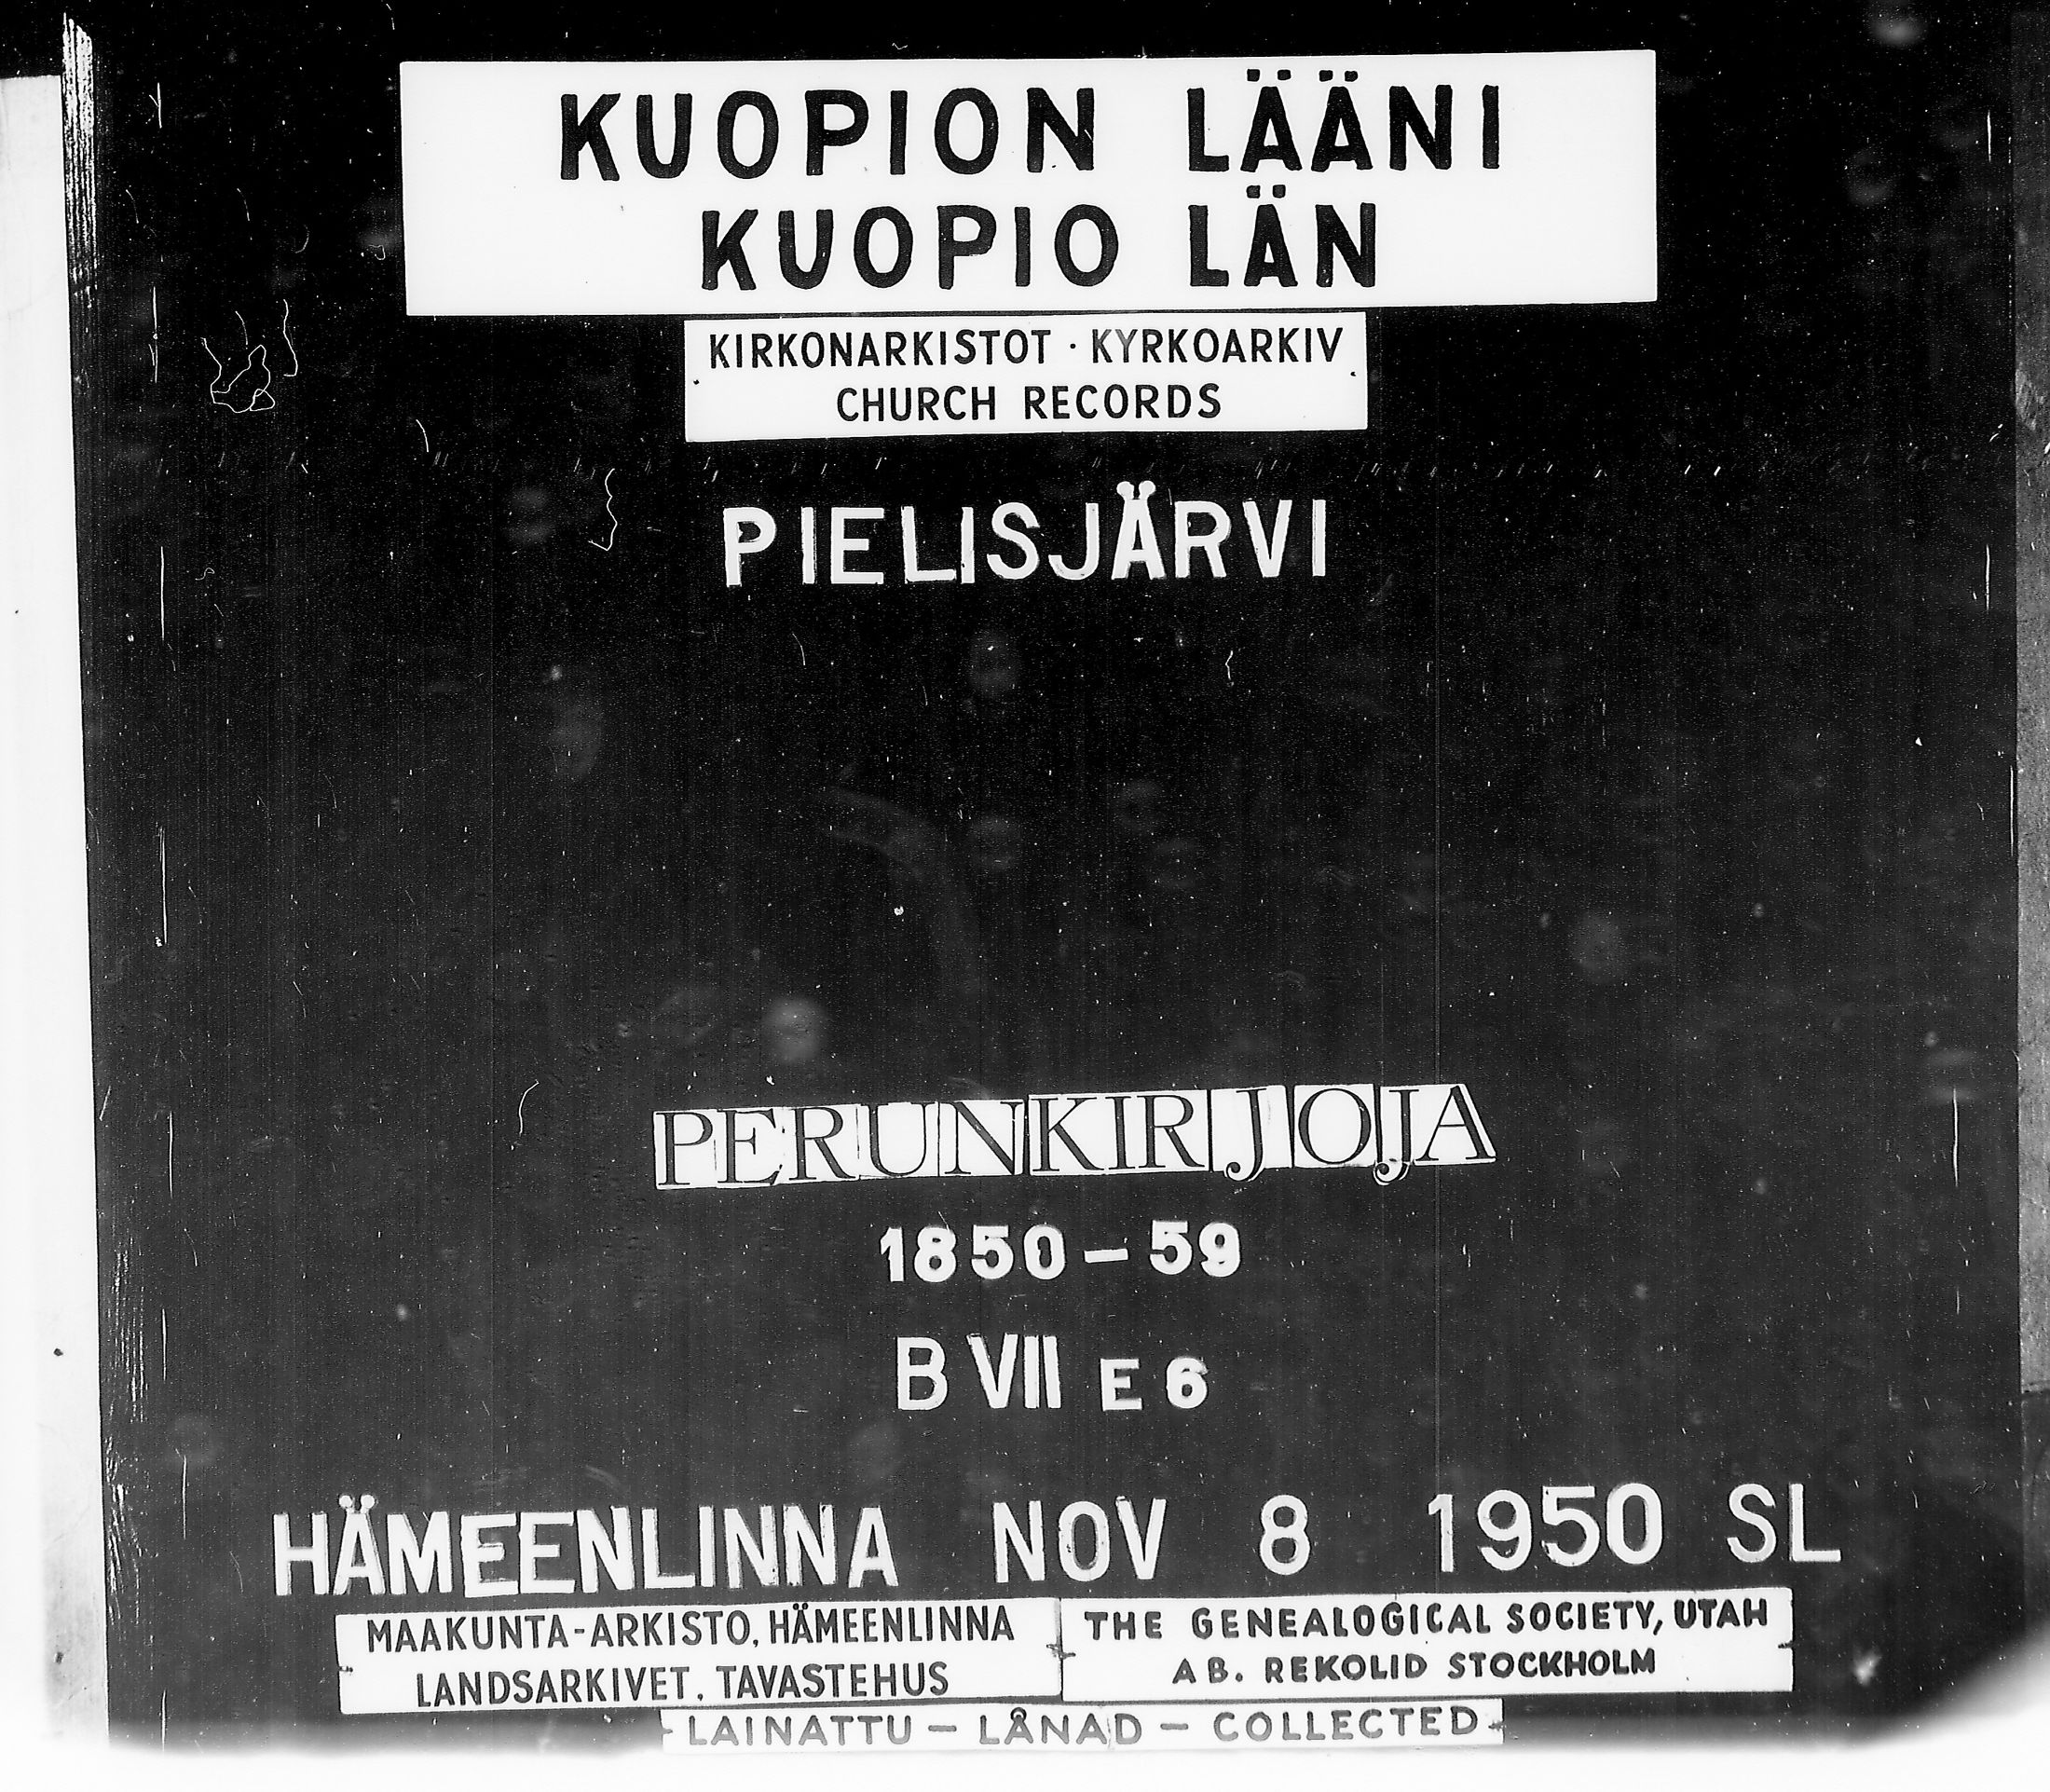 KUOPION LÄÄNI
KUOPIO LÄN
KIRKONARKISTOT · KYRKOARKIV
CHURCH RECORDS
PIELISJÄRVI
PERUNKIRJOJA
1850-59
B VII E 6
HÄMEENLINNA NOV 8 1950 SL
MAAKUNTA-ARKISTO, HÄMEENLINNA
LANDSARKIVET, TAVASTEHUS
THE GENEALOGICAL SOCIETY, UTAH
AB. REKOLID STOCKHOLM
LAINATTU - LÅNAD - COLLECTED